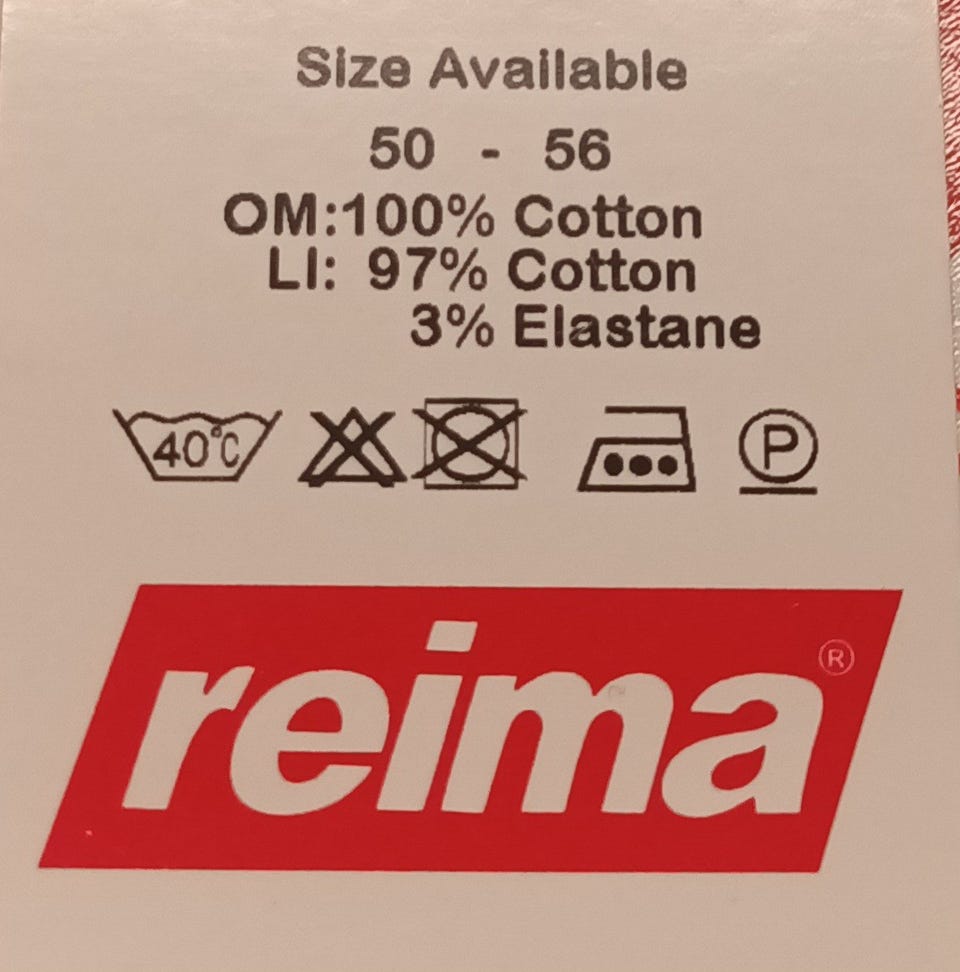 Size Available
50 - 56
OM:100% Cotton
LI: 97% Cotton
3% Elastane
40°C P
reima ®